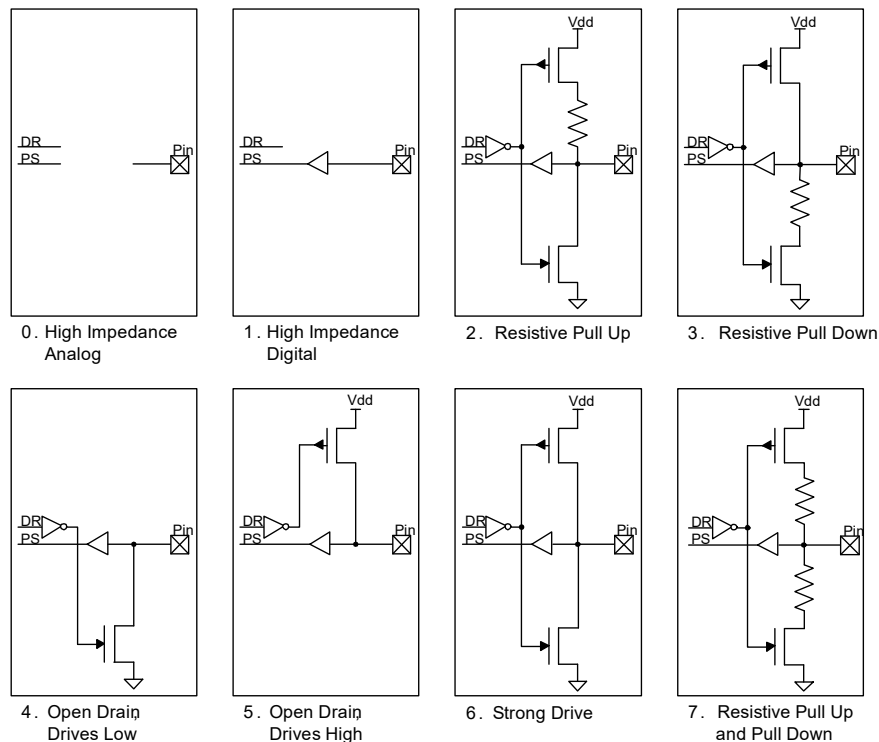 Vdd Vdd
DR Pin DR Pin DR Pin DR Pin
PS PS PS PS
0. High Impedance
Analog
1. High Impedance
Digital
2. Resistive Pull Up
3. Resistive Pull Down
Vdd Vdd Vdd
DR Pin DR Pin DR Pin DR Pin
PS PS PS PS
4. Open Drain,
Drives Low
5. Open Drain,
Drives High
6. Strong Drive
7. Resistive Pull Up
and Pull Down